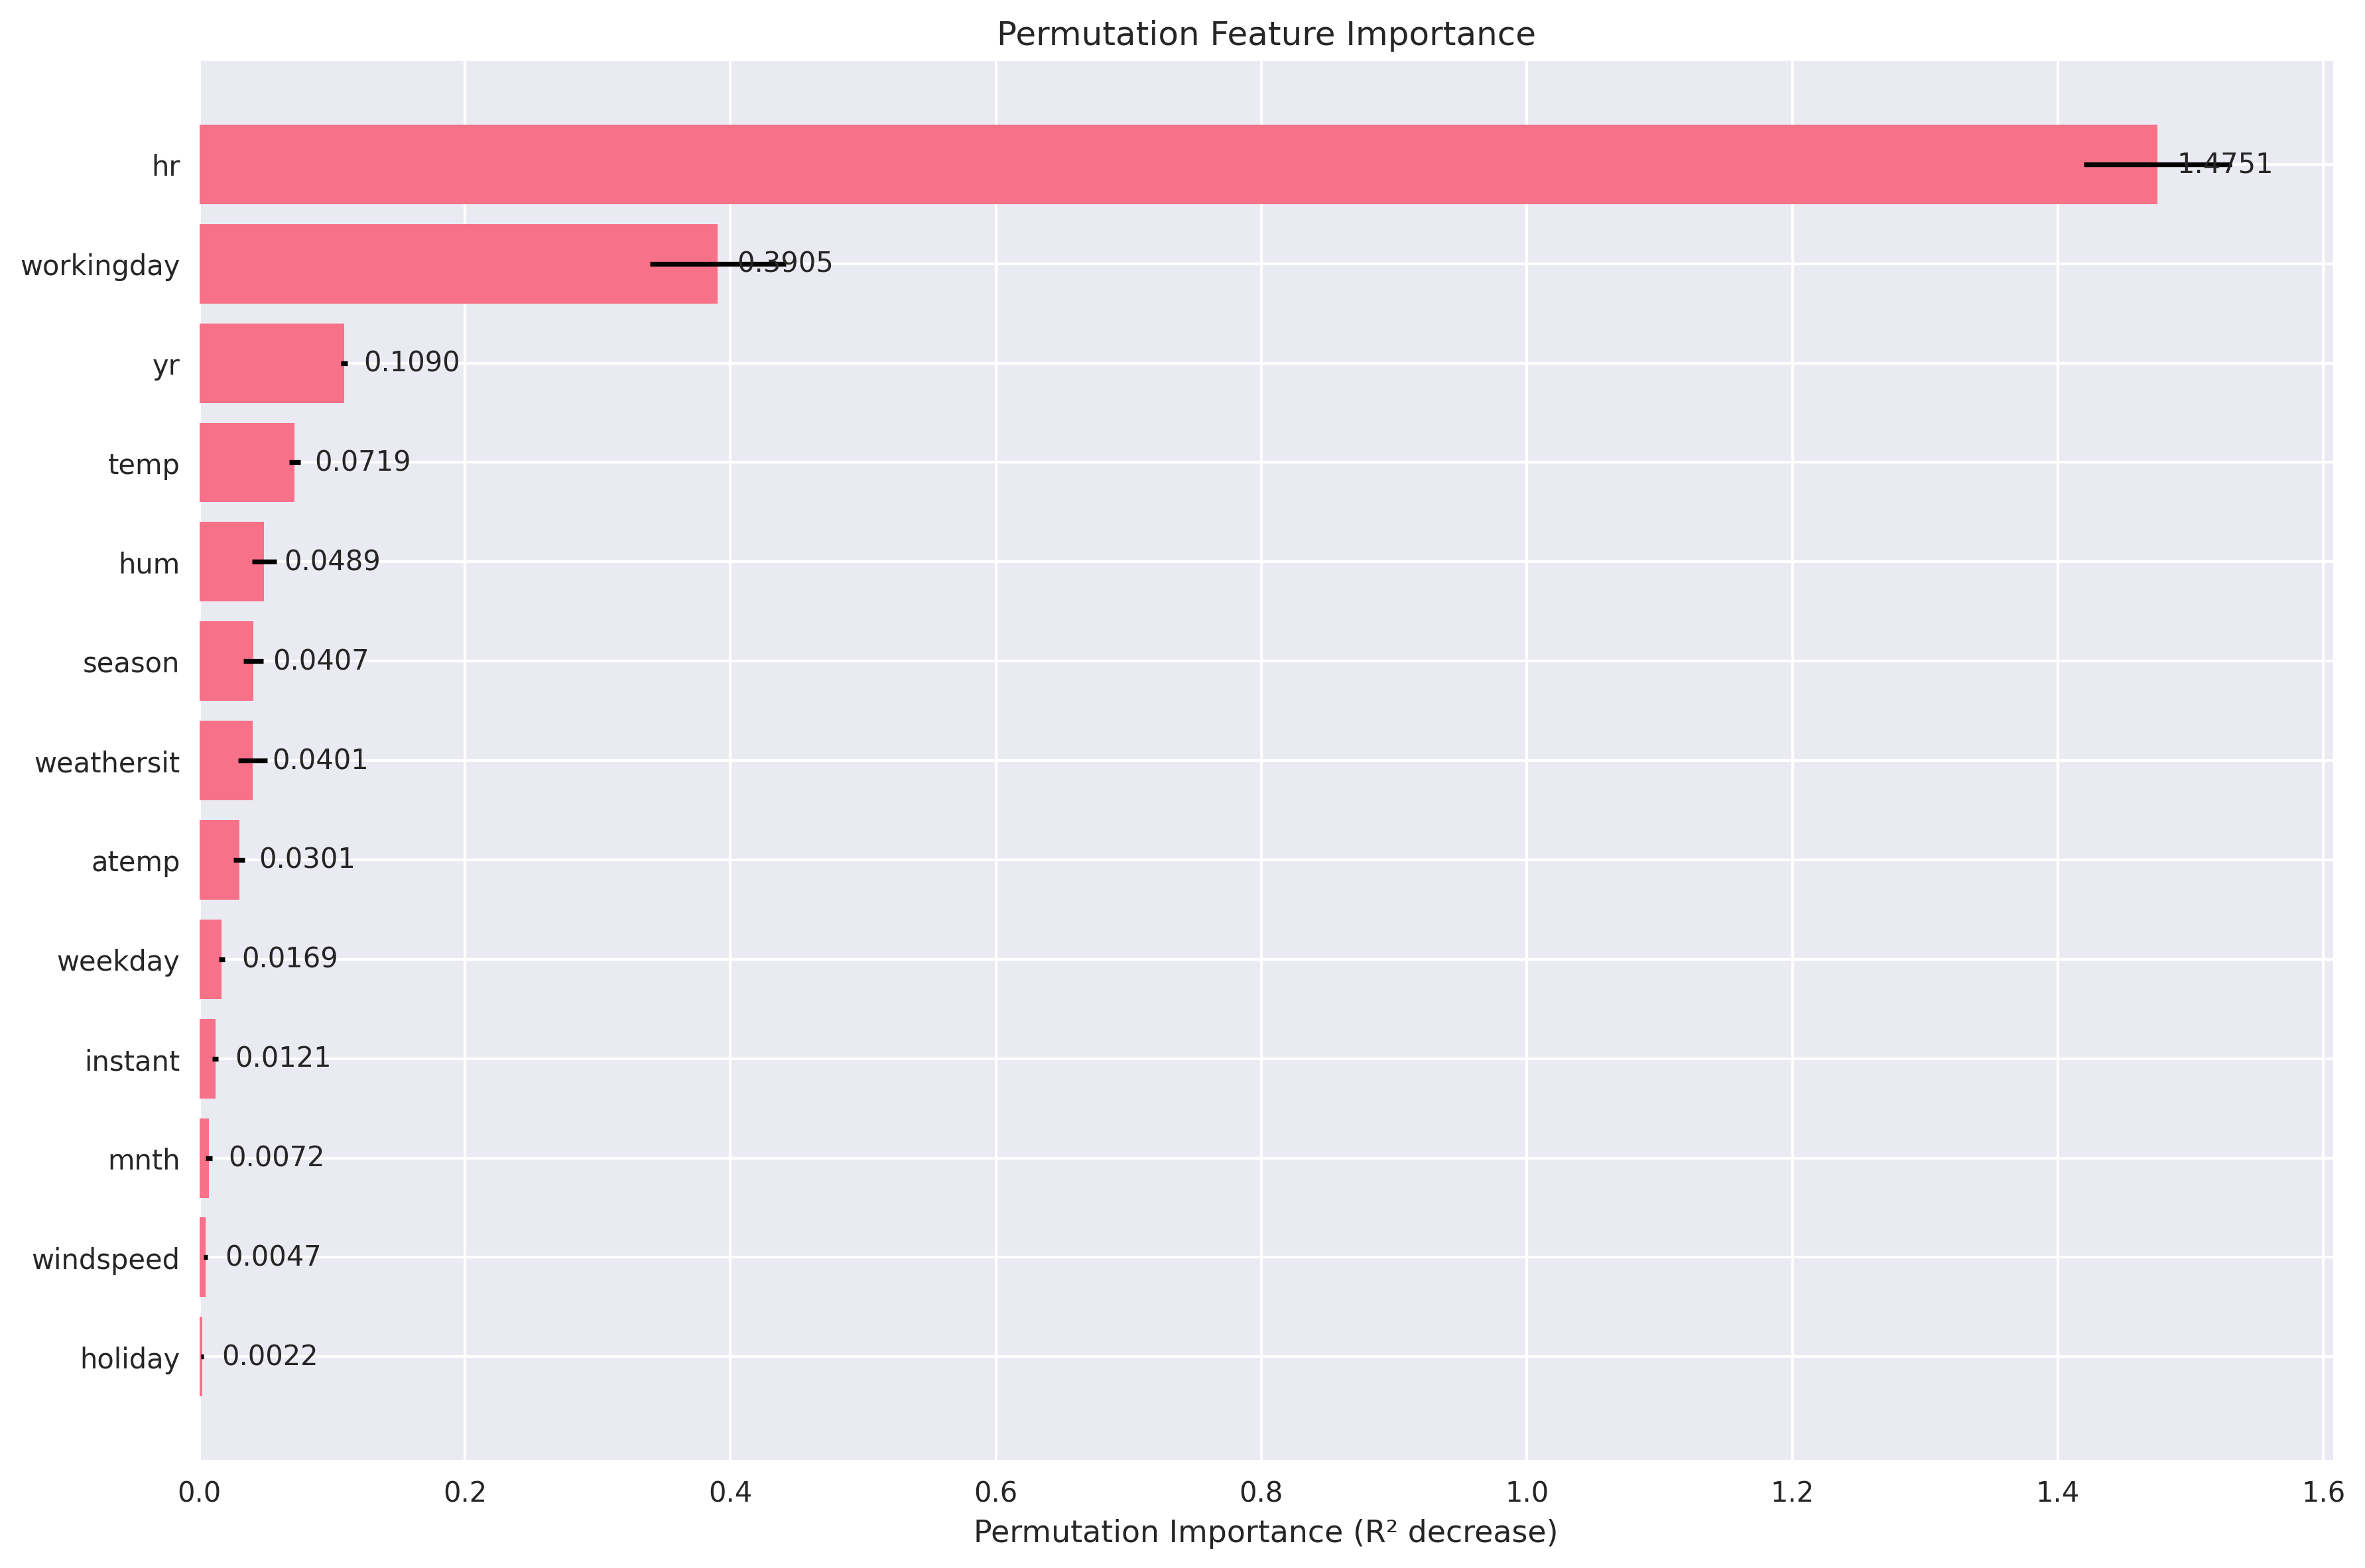 Permutation Feature Importance
hr 1.4751
workingday 0.3905
yr 0.1090
temp 0.0719
hum 0.0489
season 0.0407
weathersit 0.0401
atemp 0.0301
weekday 0.0169
instant 0.0121
mnth 0.0072
windspeed 0.0047
holiday 0.0022
0.0 0.2 0.4 0.6 0.8 1.0 1.2 1.4 1.6
Permutation Importance (R² decrease)